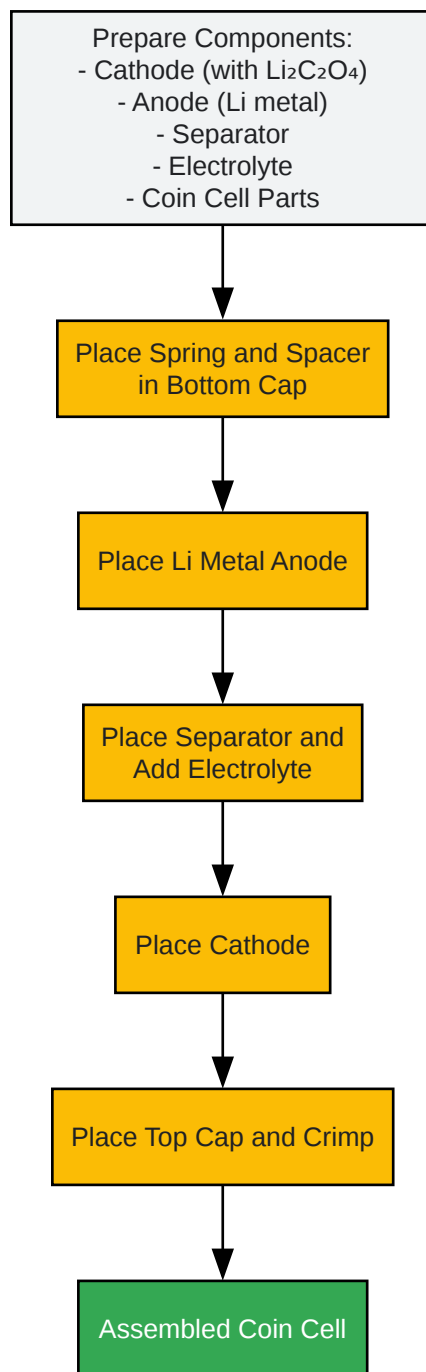 Prepare Components:
- Cathode (with Li₂C₂O₄)
- Anode (Li metal)
- Separator
- Electrolyte
- Coin Cell Parts
Place Spring and Spacer
in Bottom Cap
Place Li Metal Anode
Place Separator and
Add Electrolyte
Place Cathode
Place Top Cap and Crimp
Assembled Coin Cell